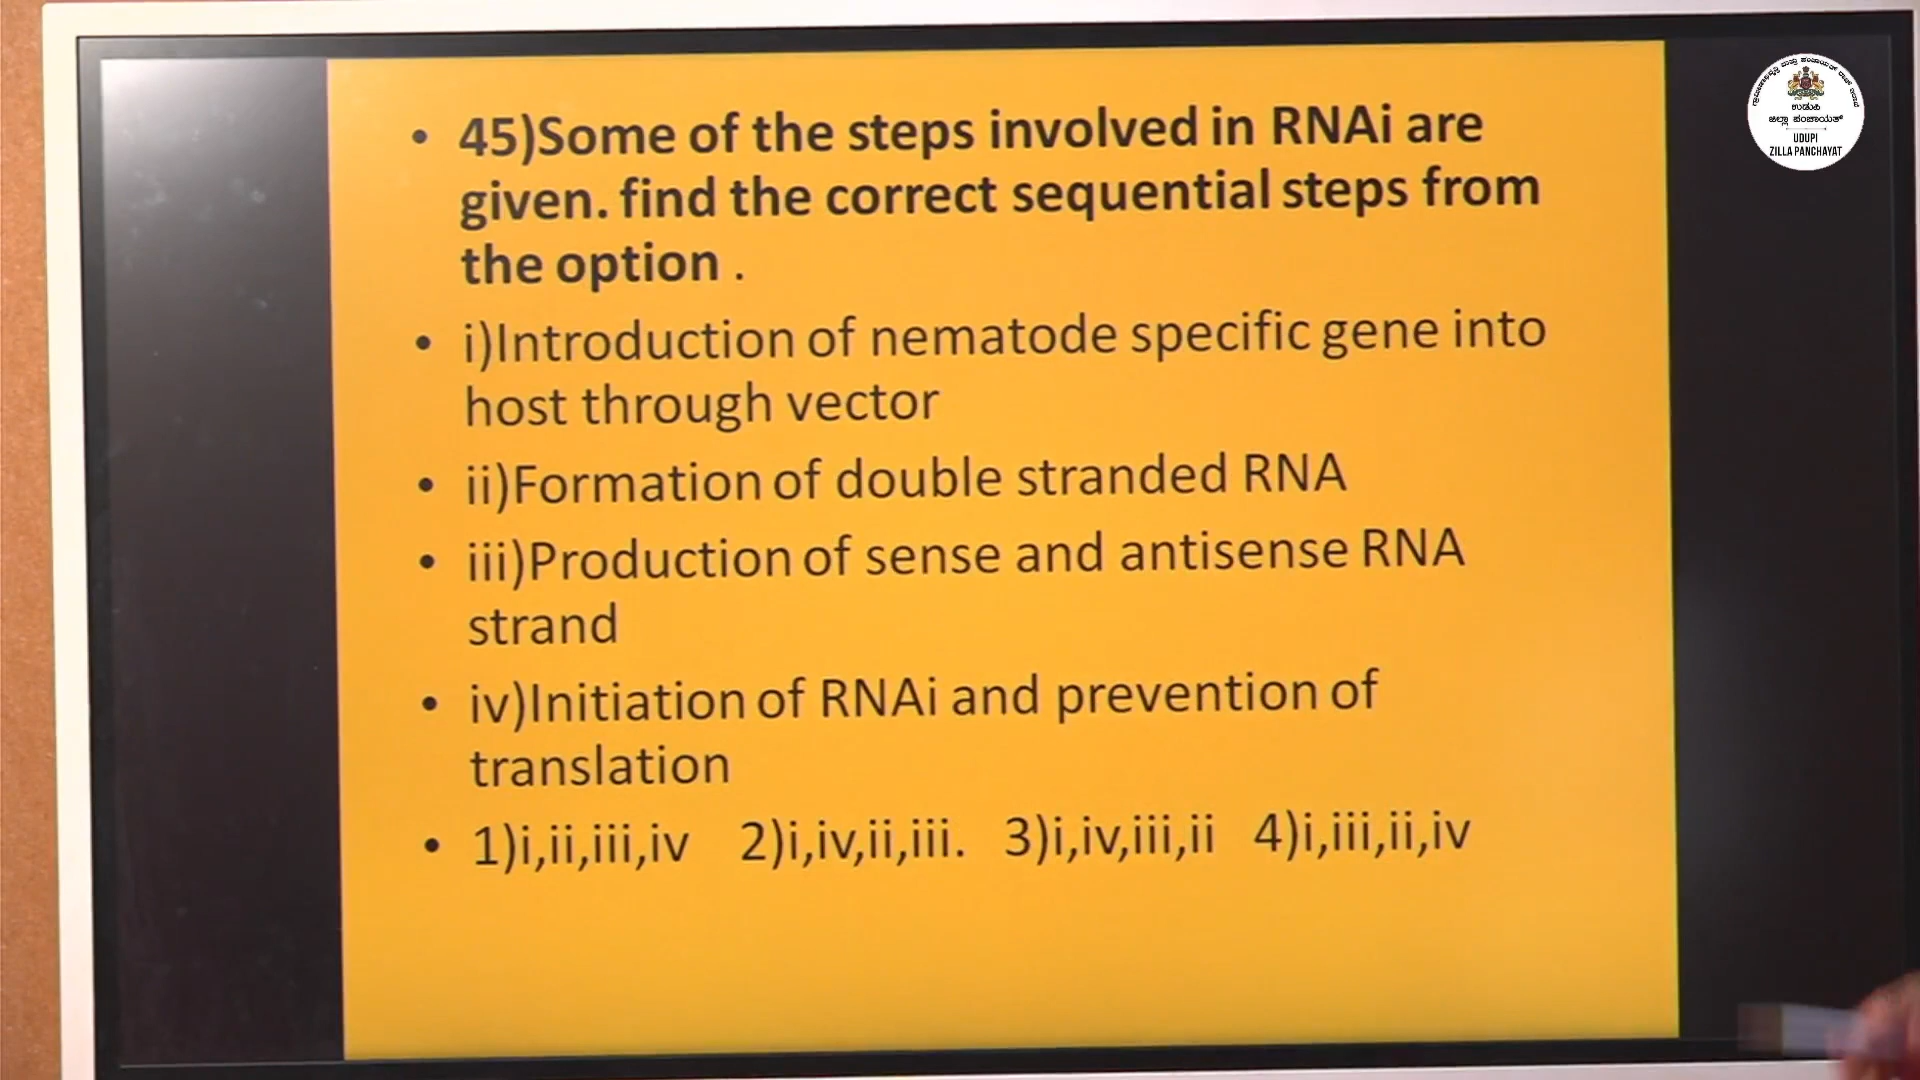 • 45)Some of the steps involved in RNAi are
given. find the correct sequential steps from
the option .
• i)Introduction of nematode specific gene into
host through vector
• ii)Formation of double stranded RNA
• iii)Production of sense and antisense RNA
strand
• iv)Initiation of RNAi and prevention of
translation
• 1)i,ii,iii,iv 2)i,iv,ii,iii. 3)i,iv,iii,ii 4)i,iii,ii,iv
ಉಡುಪಿ
ಜಿಲ್ಲಾ ಪಂಚಾಯತ್
UDUPI
ZILLA PANCHAYAT